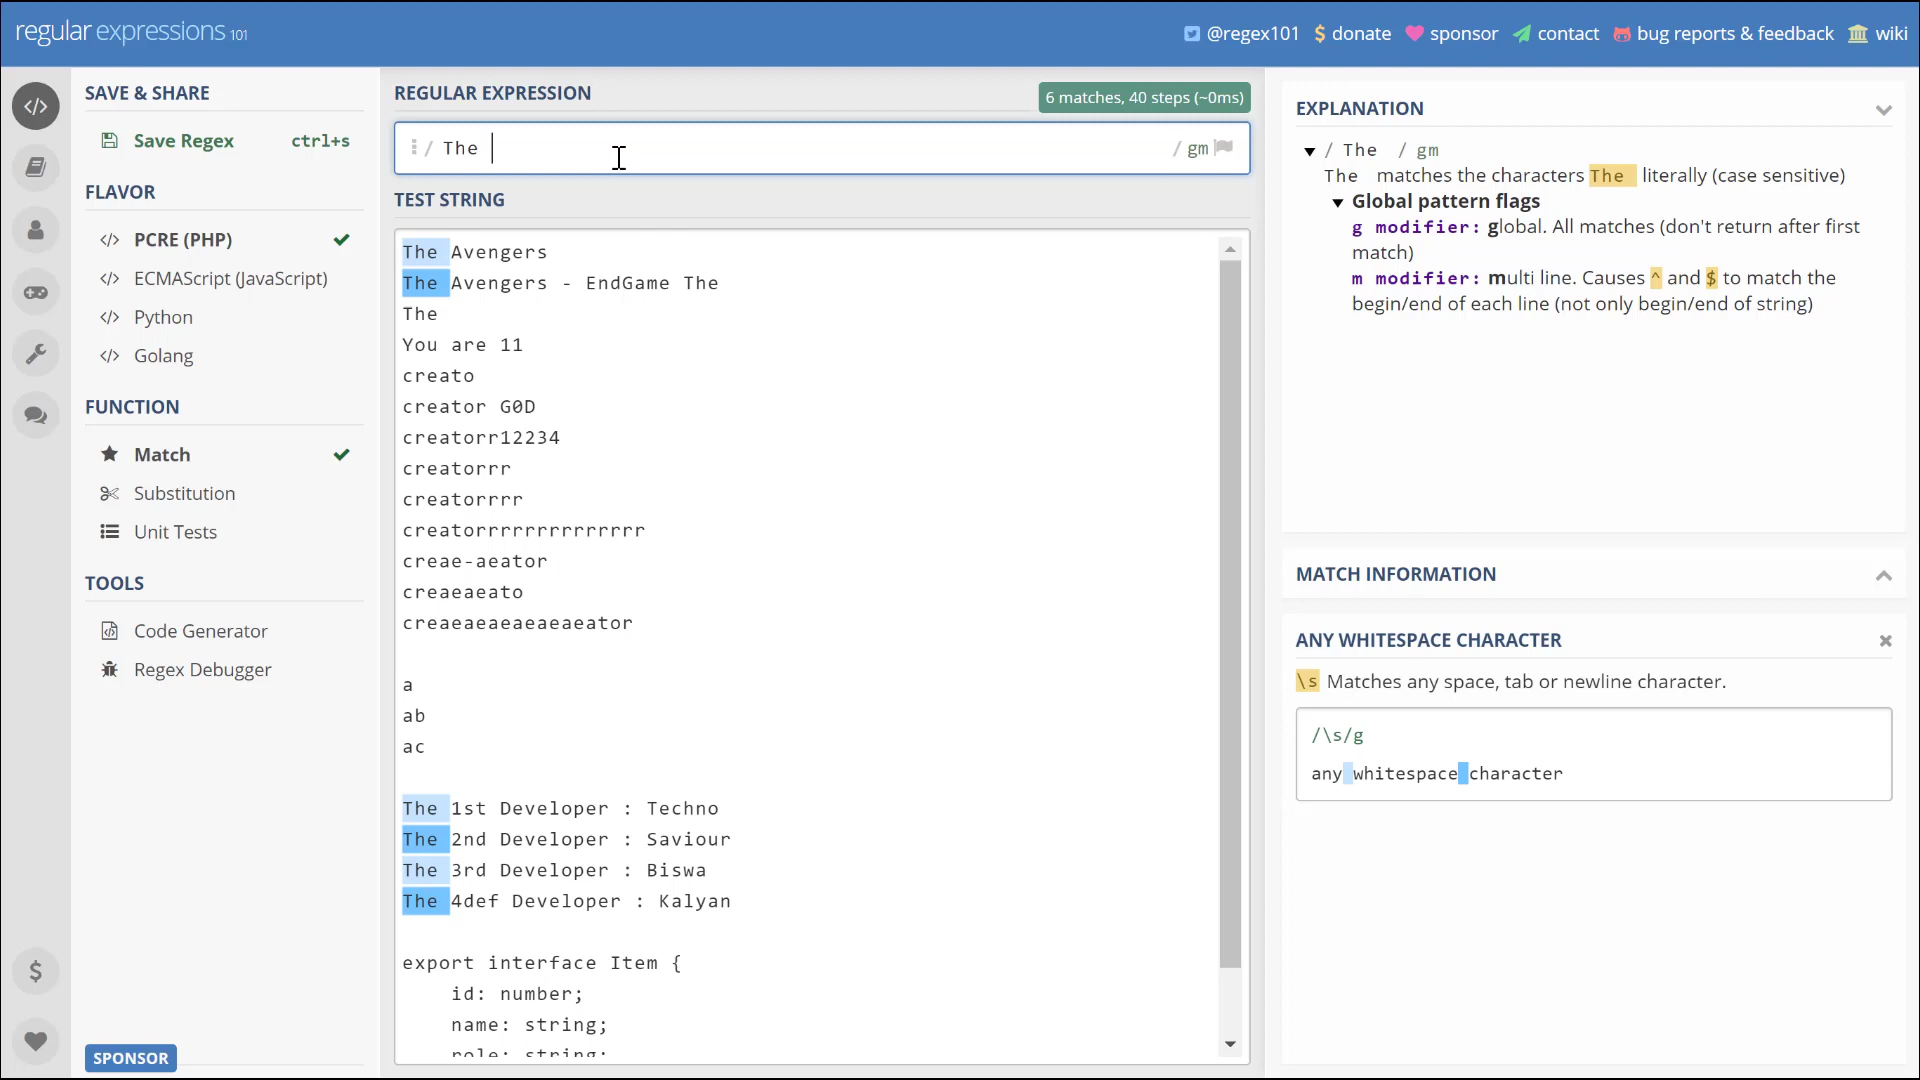 regular expressions 101
@regex101 $ donate sponsor contact bug reports & feedback wiki
SAVE & SHARE
Save Regex ctrl+s
FLAVOR
</> PCRE (PHP)
</> ECMAScript (JavaScript)
</> Python
</> Golang
FUNCTION
Match
Substitution
Unit Tests
TOOLS
Code Generator
Regex Debugger
SPONSOR
REGULAR EXPRESSION
6 matches, 40 steps (~0ms)
/ The / gm
TEST STRING
The Avengers
The Avengers - EndGame The
The
You are 11
creato
creator G0D
creatorr12234
creatorrr
creatorrrr
creatorrrrrrrrrrrrrr
creae-aeator
creaeaeato
creaeaeaeaeaeaeator
a
ab
ac
The 1st Developer : Techno
The 2nd Developer : Saviour
The 3rd Developer : Biswa
The 4def Developer : Kalyan
export interface Item {
id: number;
name: string;
role: string;
EXPLANATION
/ The / gm
The matches the characters The literally (case sensitive)
Global pattern flags
g modifier: global. All matches (don't return after first
match)
m modifier: multi line. Causes ^ and $ to match the
begin/end of each line (not only begin/end of string)
MATCH INFORMATION
ANY WHITESPACE CHARACTER
\s Matches any space, tab or newline character.
/\s/g
any whitespace character